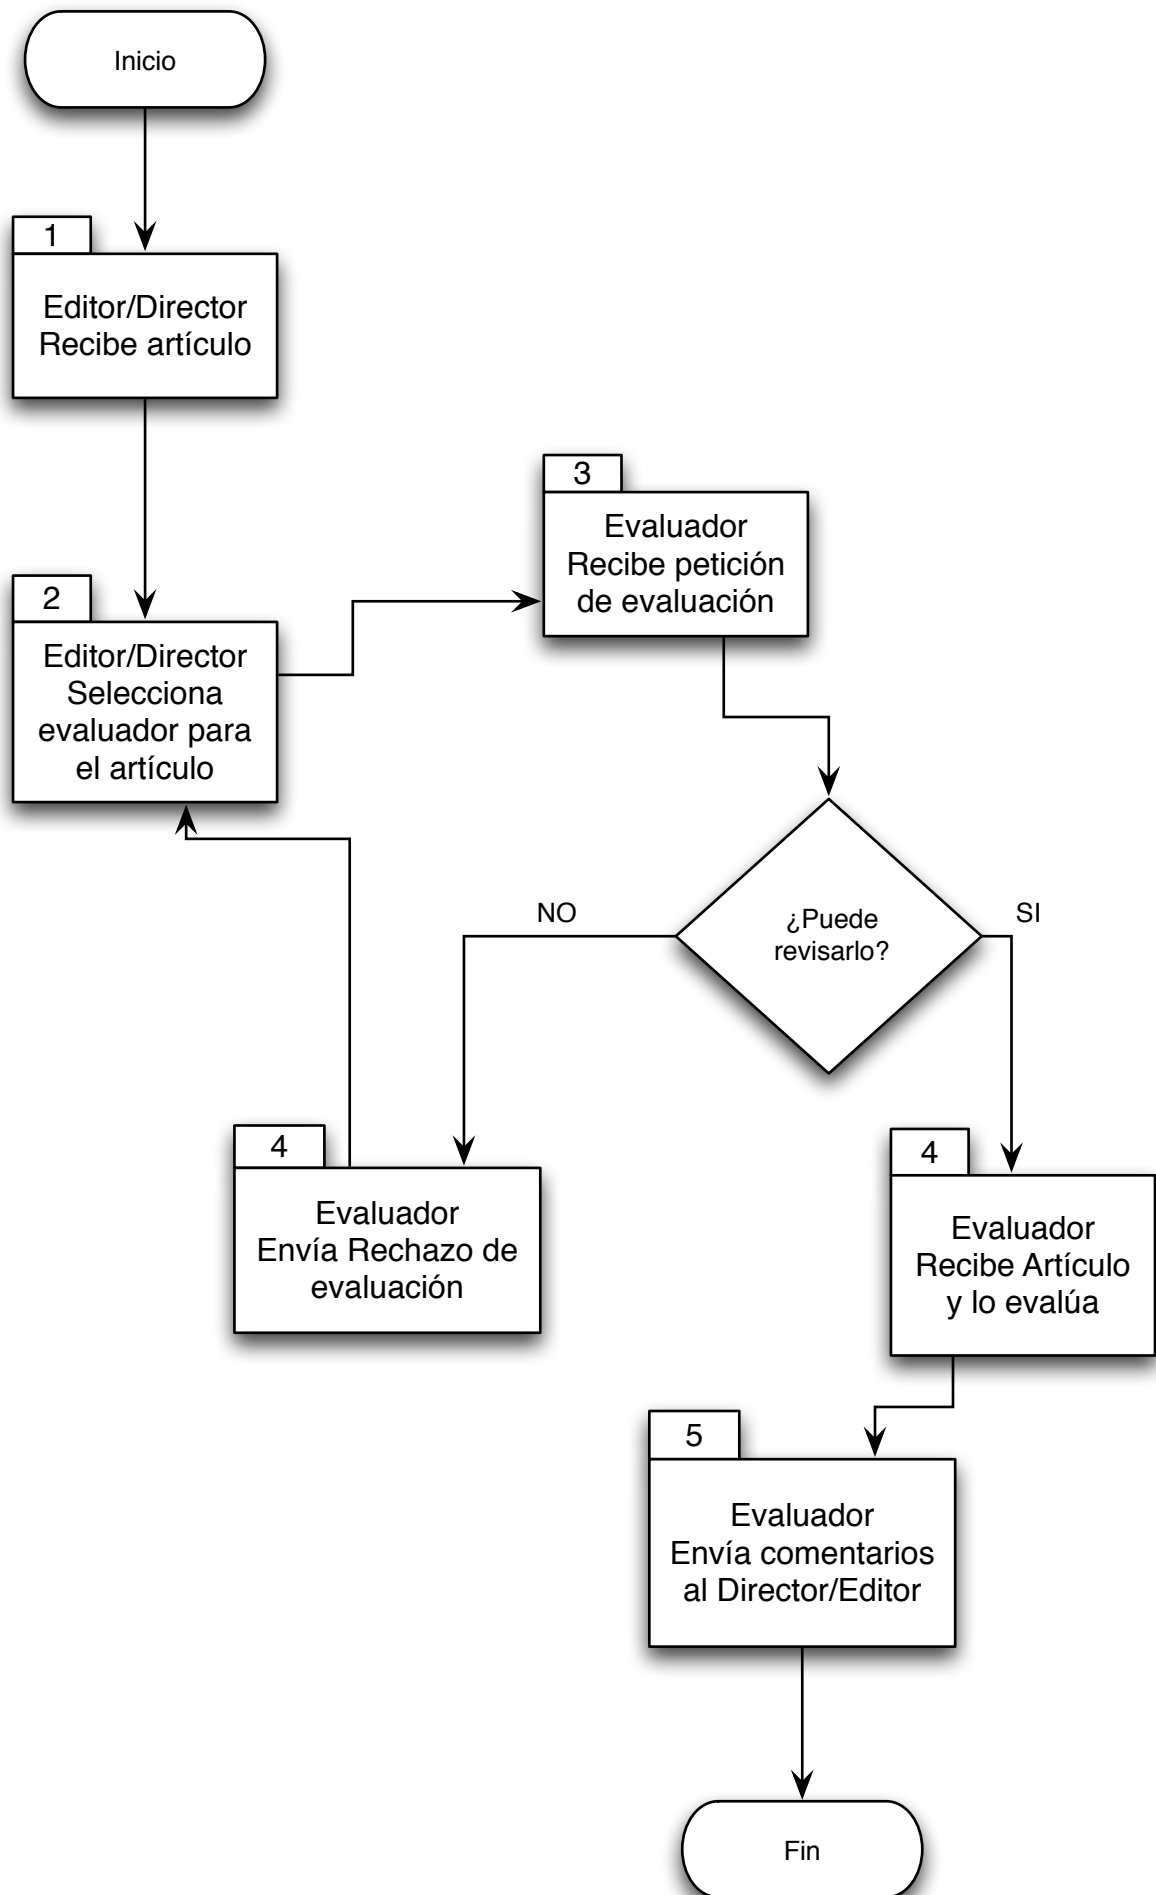 Inicio
1
Editor/Director
Recibe artículo
2
Editor/Director
Selecciona
evaluador para
el artículo
3
Evaluador
Recibe petición
de evaluación
¿Puede
revisarlo?
NO
SI
4
Evaluador
Envía Rechazo de
evaluación
4
Evaluador
Recibe Artículo
y lo evalúa
5
Evaluador
Envía comentarios
al Director/Editor
Fin